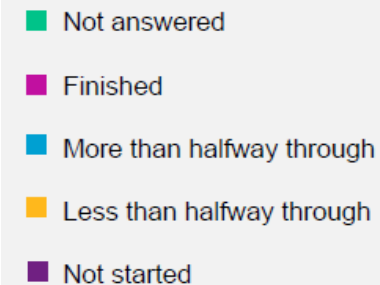 Not answered
Finished
More than halfway through
Less than halfway through
Not started